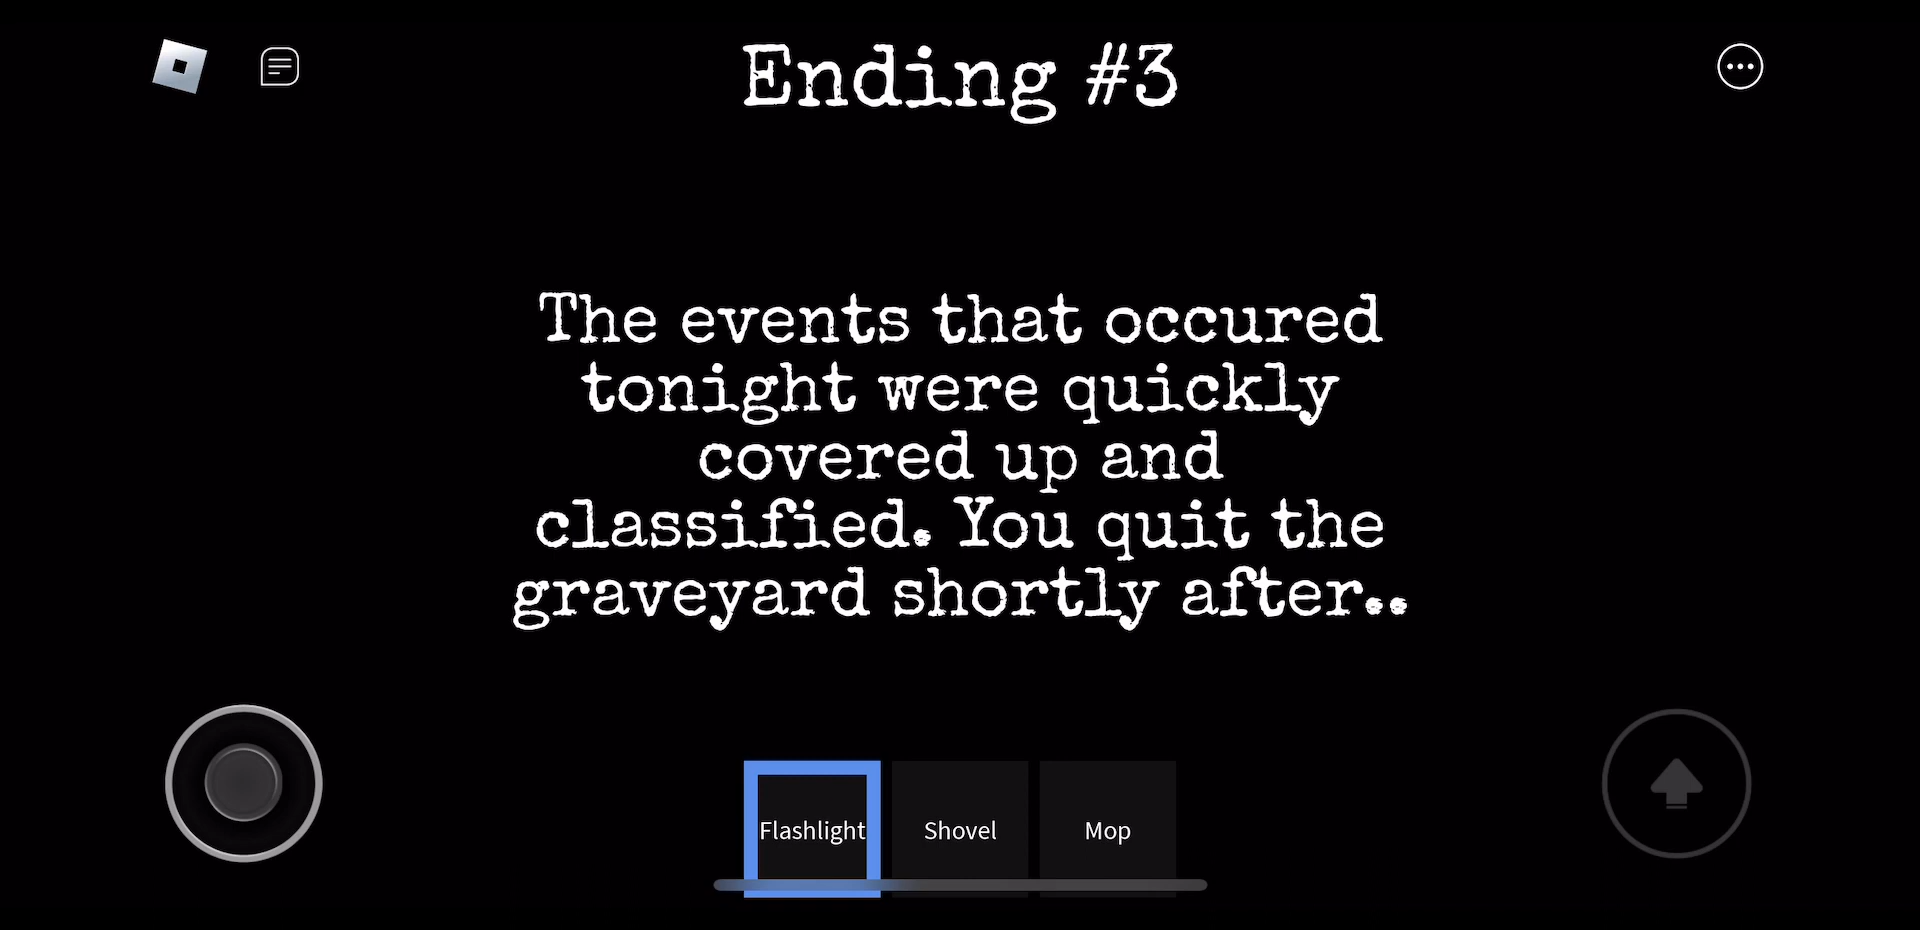 Ending #3
The events that occured
tonight were quickly
covered up and
classified. You quit the
graveyard shortly after..
Flashlight
Shovel
Mop